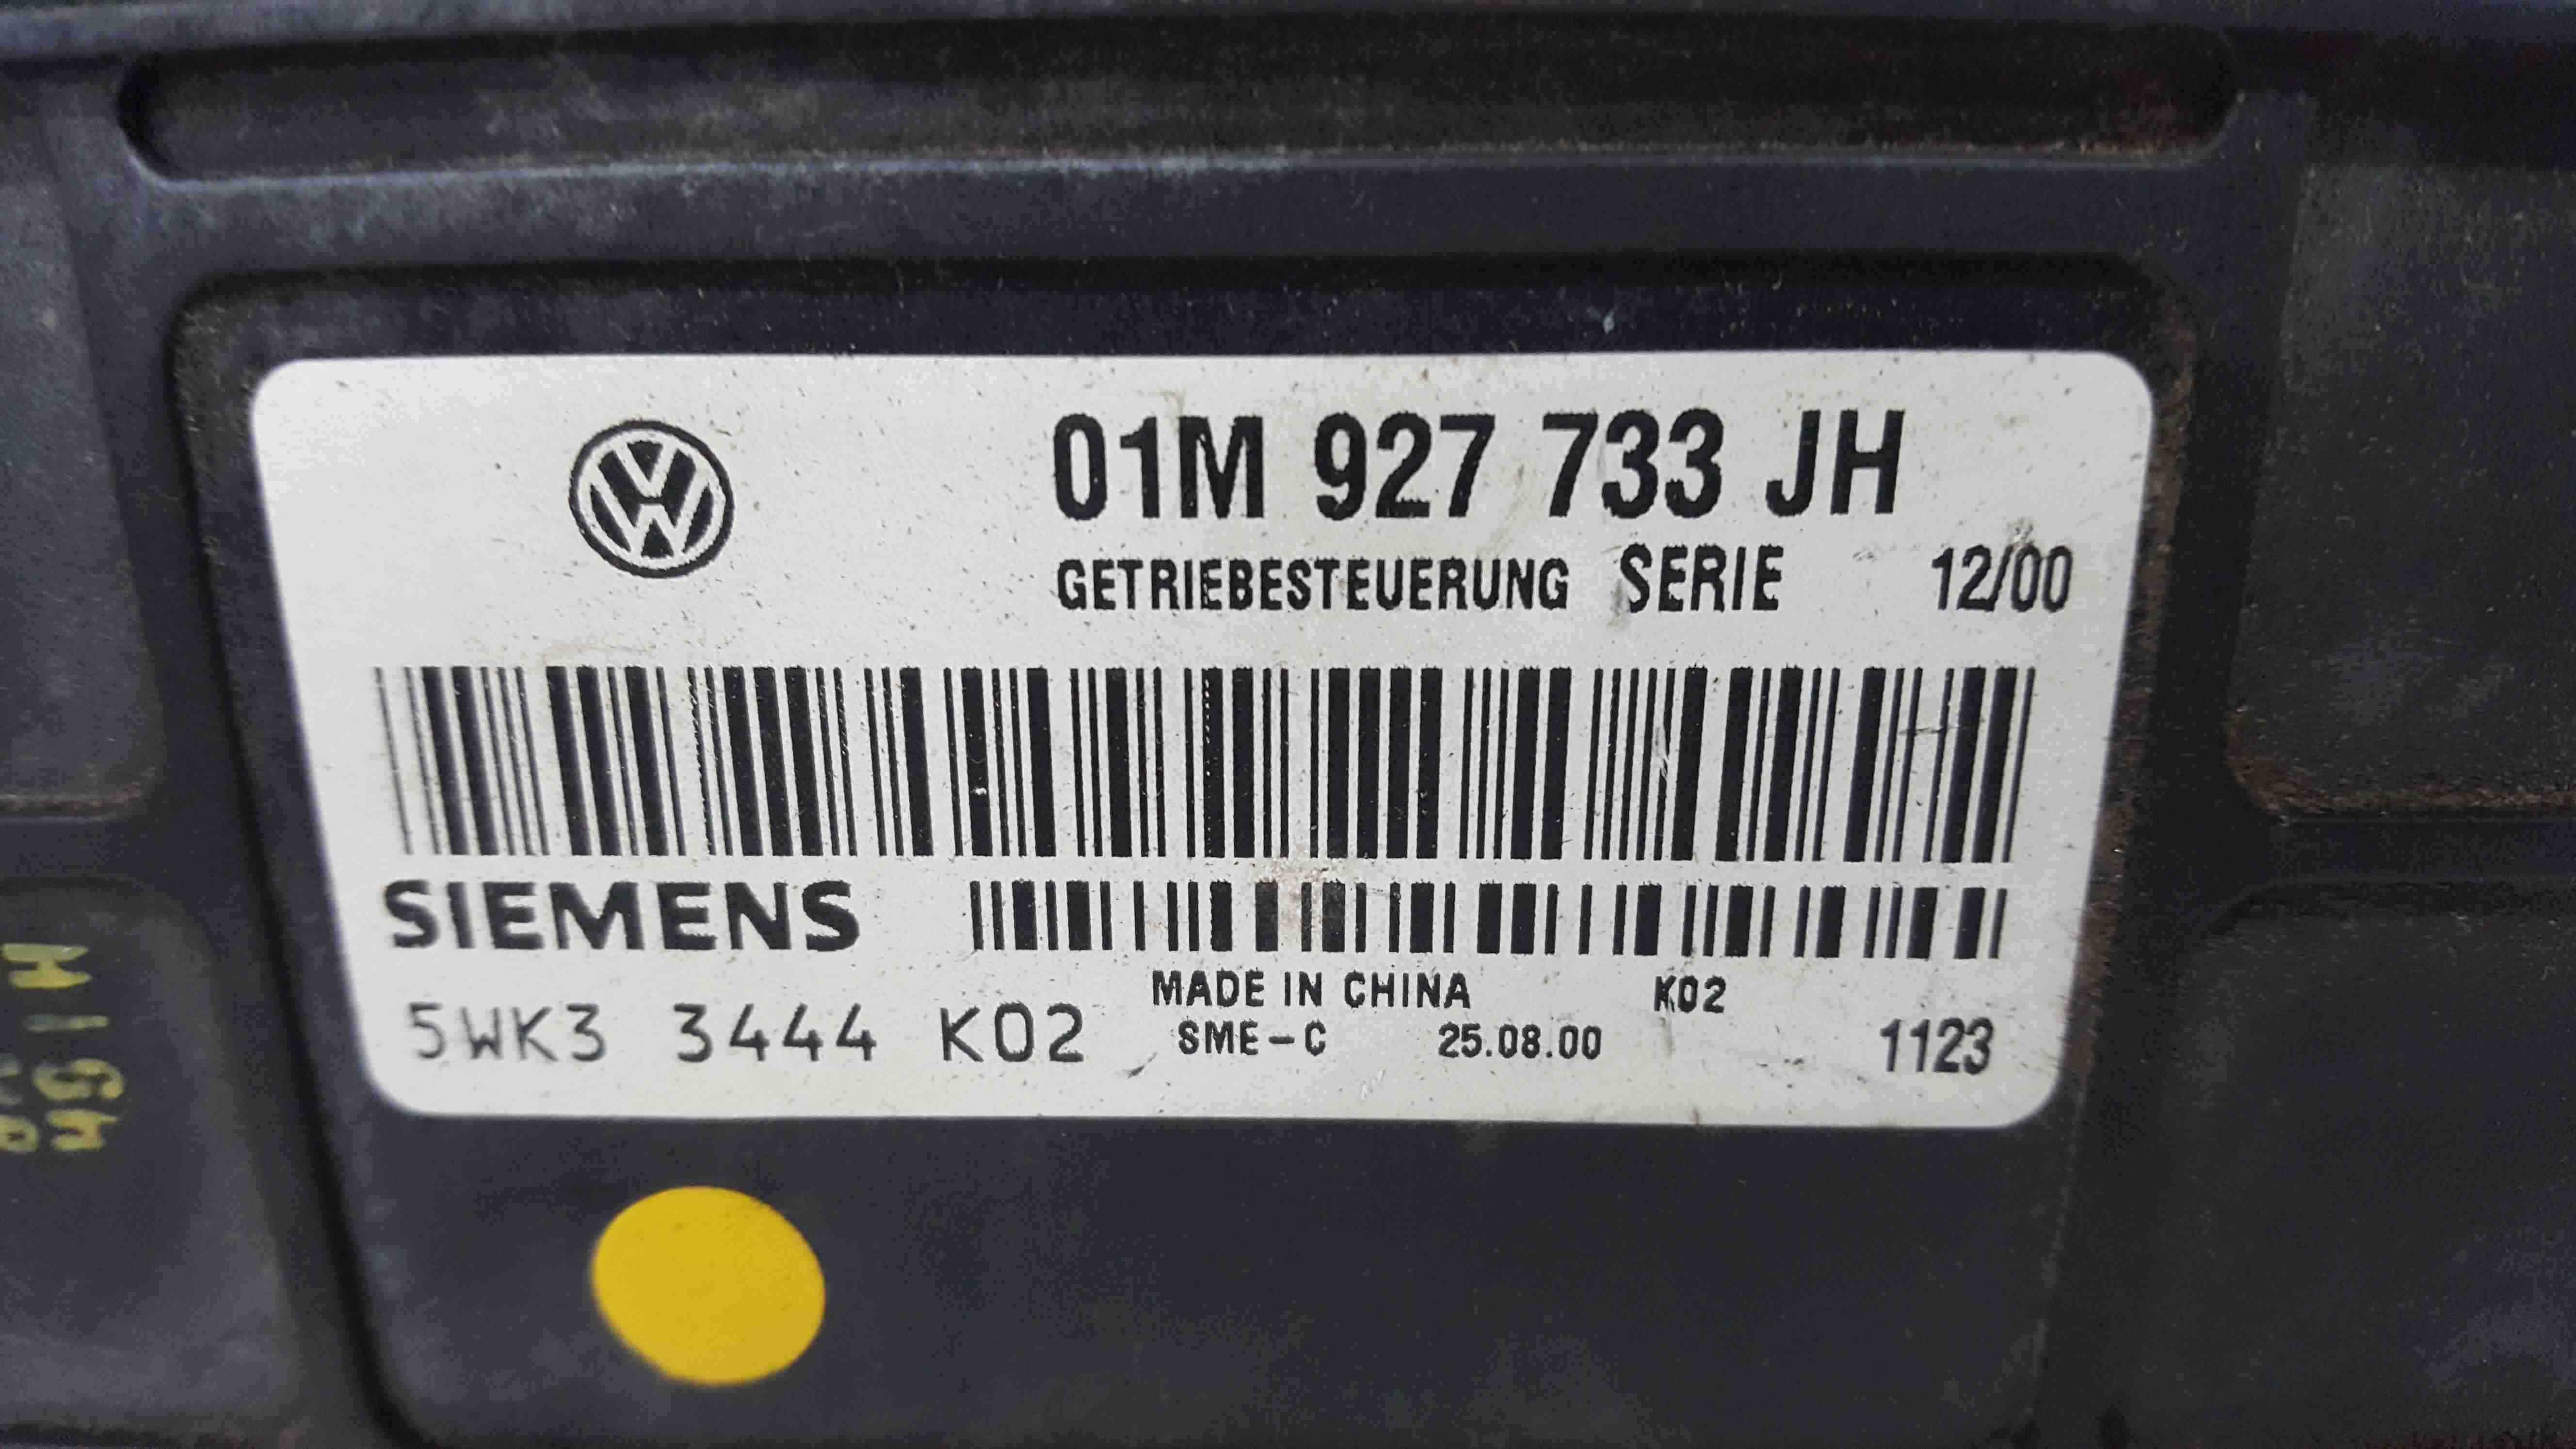 01M 927 733 JH
GETRIEBESTEUERUNG SERIE 12/00
SIEMENS
MADE IN CHINA K02
5WK3 3444 K02 SME-C 25.08.00 1123